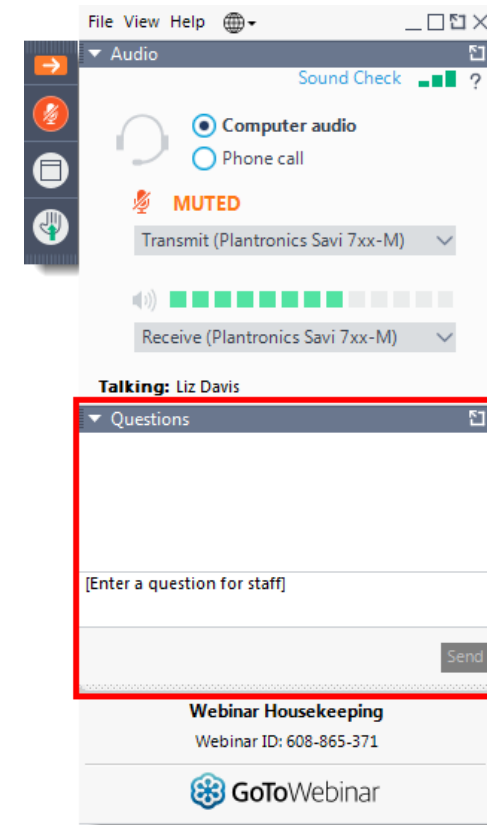 File View Help
Audio
Sound Check ?
Computer audio
Phone call
MUTED
Transmit (Plantronics Savi 7xx-M)
Receive (Plantronics Savi 7xx-M)
Talking: Liz Davis
Questions
[Enter a question for staff]
Send
Webinar Housekeeping
Webinar ID: 608-865-371
GoToWebinar